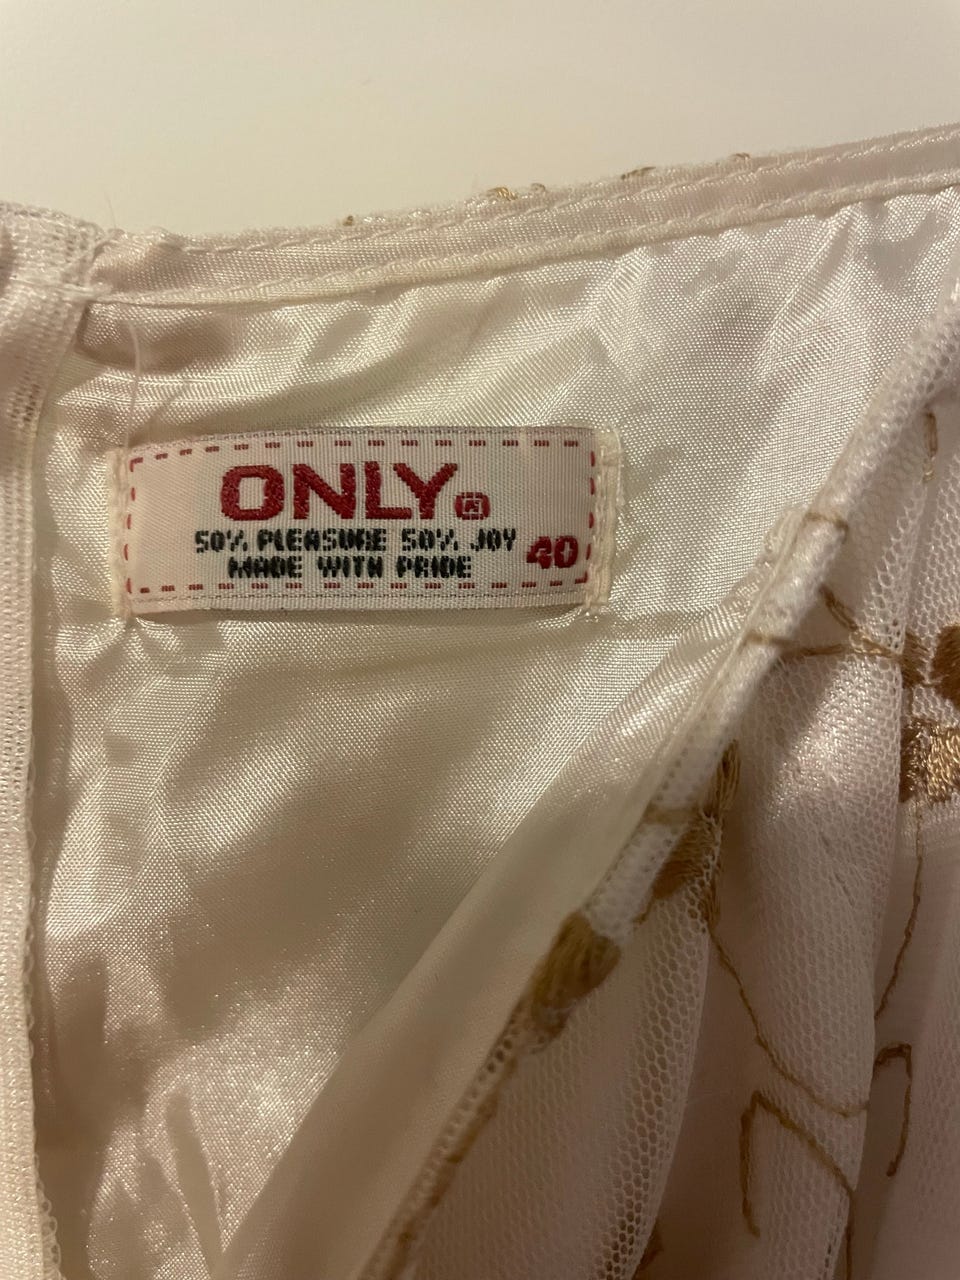 ONLY
50% PLEASURE 50% JOY
MADE WITH PRIDE
40